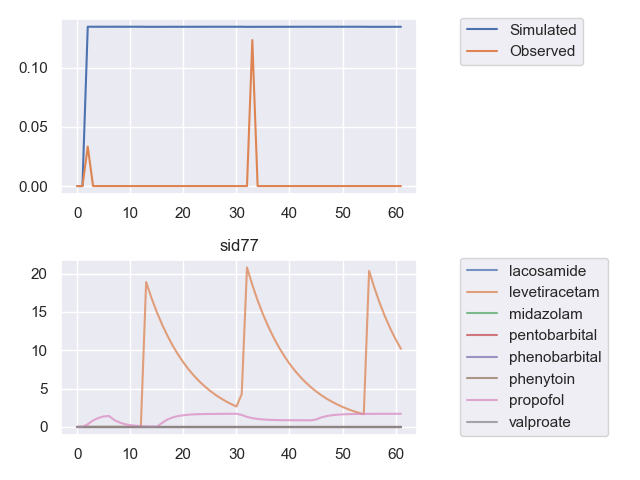 Simulated
Observed
0.10
0.05
0.00
0 10 20 30 40 50 60
sid77
20
15
10
5
0
0 10 20 30 40 50 60
lacosamide
levetiracetam
midazolam
pentobarbital
phenobarbital
phenytoin
propofol
valproate